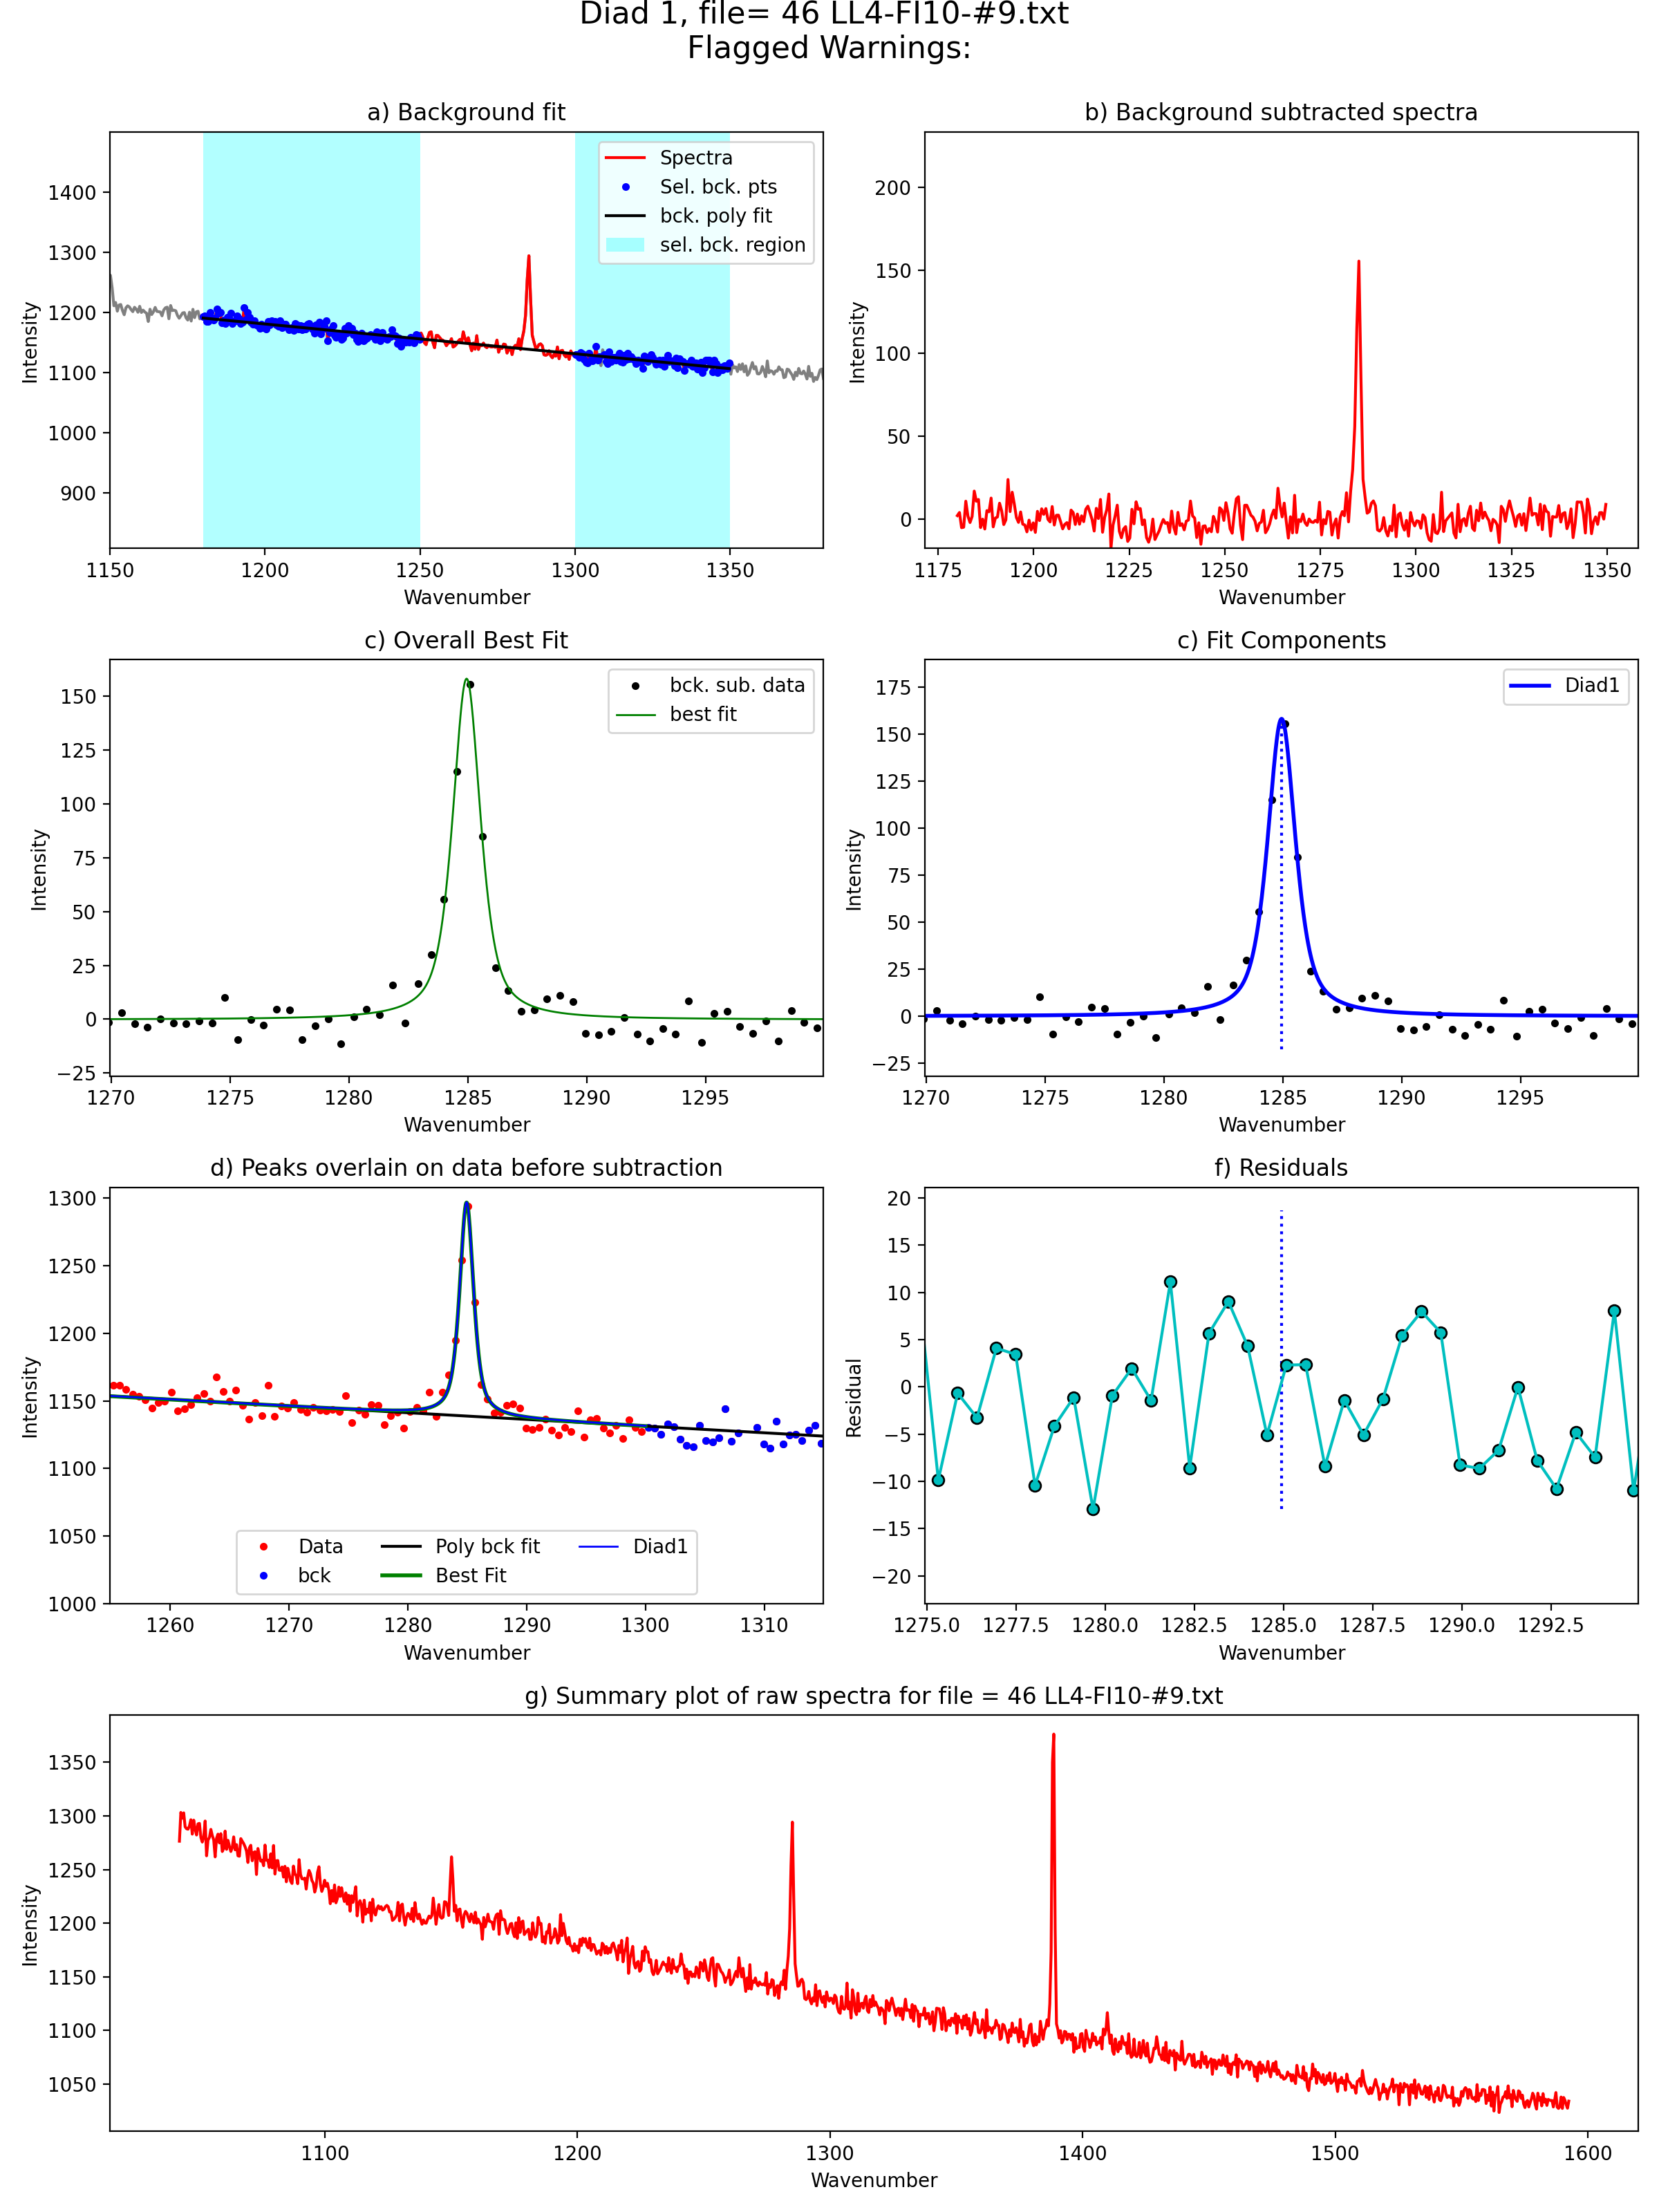 Diad 1, file= 46 LL4-FI10-#9.txt
Flagged Warnings:
a) Background fit
Intensity
1400
1300
1200
1100
1000
900
Spectra
Sel. bck. pts
bck. poly fit
sel. bck. region
1150 1200 1250 1300 1350
Wavenumber
b) Background subtracted spectra
Intensity
200
150
100
50
0
1175 1200 1225 1250 1275 1300 1325 1350
Wavenumber
c) Overall Best Fit
Intensity
150
125
100
75
50
25
0
−25
bck. sub. data
best fit
1270 1275 1280 1285 1290 1295
Wavenumber
c) Fit Components
Intensity
175
150
125
100
75
50
25
0
−25
Diad1
1270 1275 1280 1285 1290 1295
Wavenumber
d) Peaks overlain on data before subtraction
Intensity
1300
1250
1200
1150
1100
1050
1000
Data Poly bck fit Diad1
bck Best Fit
1260 1270 1280 1290 1300 1310
Wavenumber
f) Residuals
Residual
20
15
10
5
0
−5
−10
−15
−20
1275.0 1277.5 1280.0 1282.5 1285.0 1287.5 1290.0 1292.5
Wavenumber
g) Summary plot of raw spectra for file = 46 LL4-FI10-#9.txt
Intensity
1350
1300
1250
1200
1150
1100
1050
1100 1200 1300 1400 1500 1600
Wavenumber